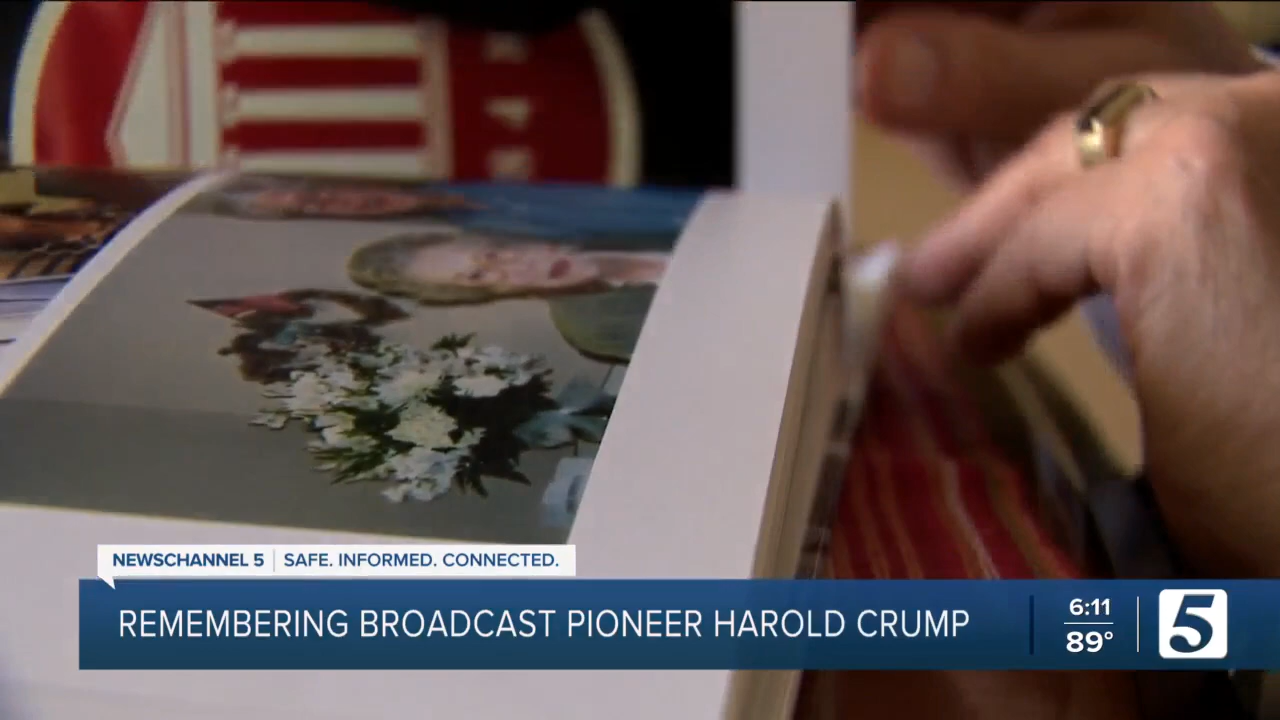 NEWSCHANNEL 5 | SAFE. INFORMED. CONNECTED.
REMEMBERING BROADCAST PIONEER HAROLD CRUMP
6:11
89°
5